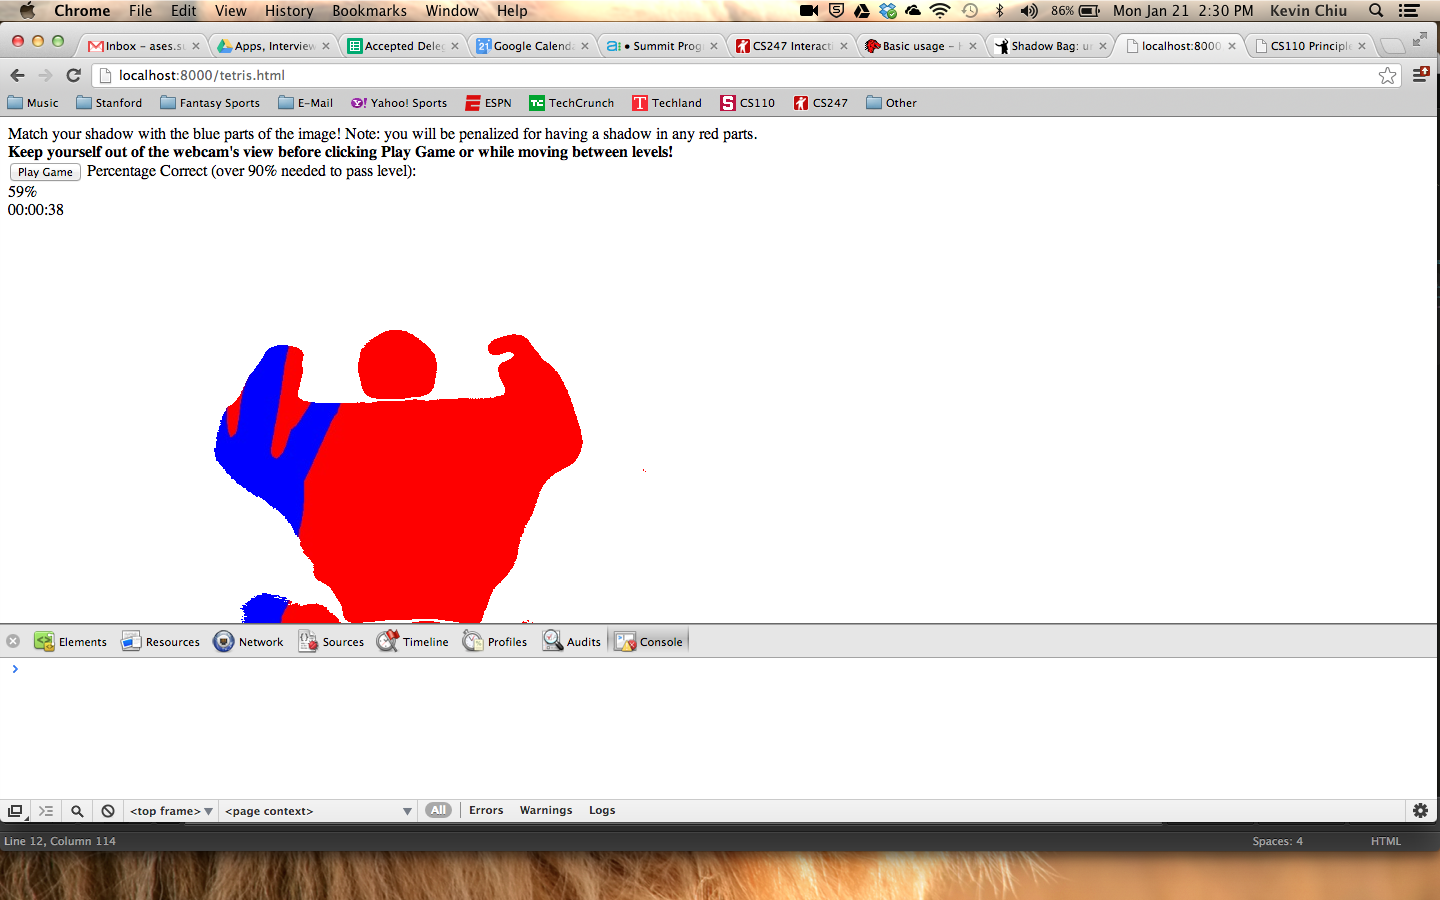 Chrome File Edit View History Bookmarks Window Help 86% Mon Jan 21 2:30 PM Kevin Chiu
Inbox – ases.su Apps, Interview Accepted Dele Google Calenda • Summit Prog CS247 Interacti Basic usage – Shadow Bag: u localhost:8000 CS110 Principle
localhost:8000/tetris.html
Music Stanford Fantasy Sports E-Mail Yahoo! Sports ESPN TechCrunch Techland CS110 CS247 Other
Match your shadow with the blue parts of the image! Note: you will be penalized for having a shadow in any red parts.
Keep yourself out of the webcam's view before clicking Play Game or while moving between levels!
Play Game Percentage Correct (over 90% needed to pass level):
59%
00:00:38
Elements Resources Network Sources Timeline Profiles Audits Console
<top frame> <page context> All Errors Warnings Logs
Line 12, Column 114 Spaces: 4 HTML